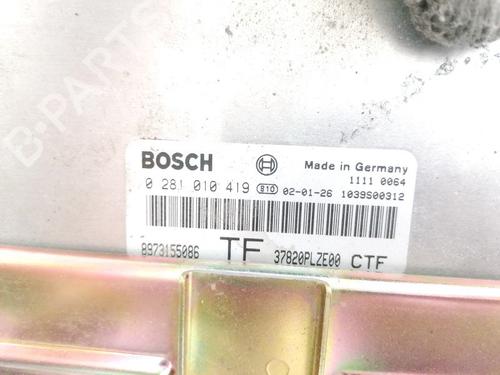 B-PARTS
BOSCH Made in Germany
1111 0064
0 281 010 419 810 02-01-26 1039S00312
8973155086 TF 37820PLZE00 CTF